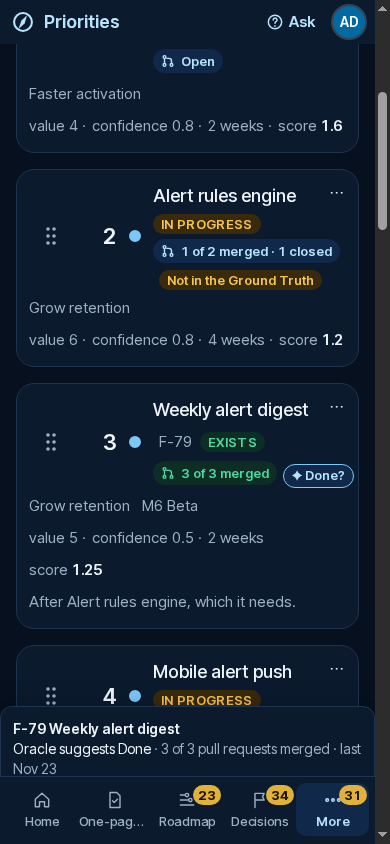 Priorities
Ask
AD
Open
Faster activation
value 4 · confidence 0.8 · 2 weeks · score 1.6
Alert rules engine
...
2
IN PROGRESS
1 of 2 merged · 1 closed
Not in the Ground Truth
Grow retention
value 6 · confidence 0.8 · 4 weeks · score 1.2
Weekly alert digest
...
3
F-79 EXISTS
3 of 3 merged
Done?
Grow retention M6 Beta
value 5 · confidence 0.5 · 2 weeks
score 1.25
After Alert rules engine, which it needs.
Mobile alert push
...
4
IN PROGRESS
F-79 Weekly alert digest
Oracle suggests Done · 3 of 3 pull requests merged · last
Nov 23
23
34
31
Home
One-pag...
Roadmap
Decisions
More